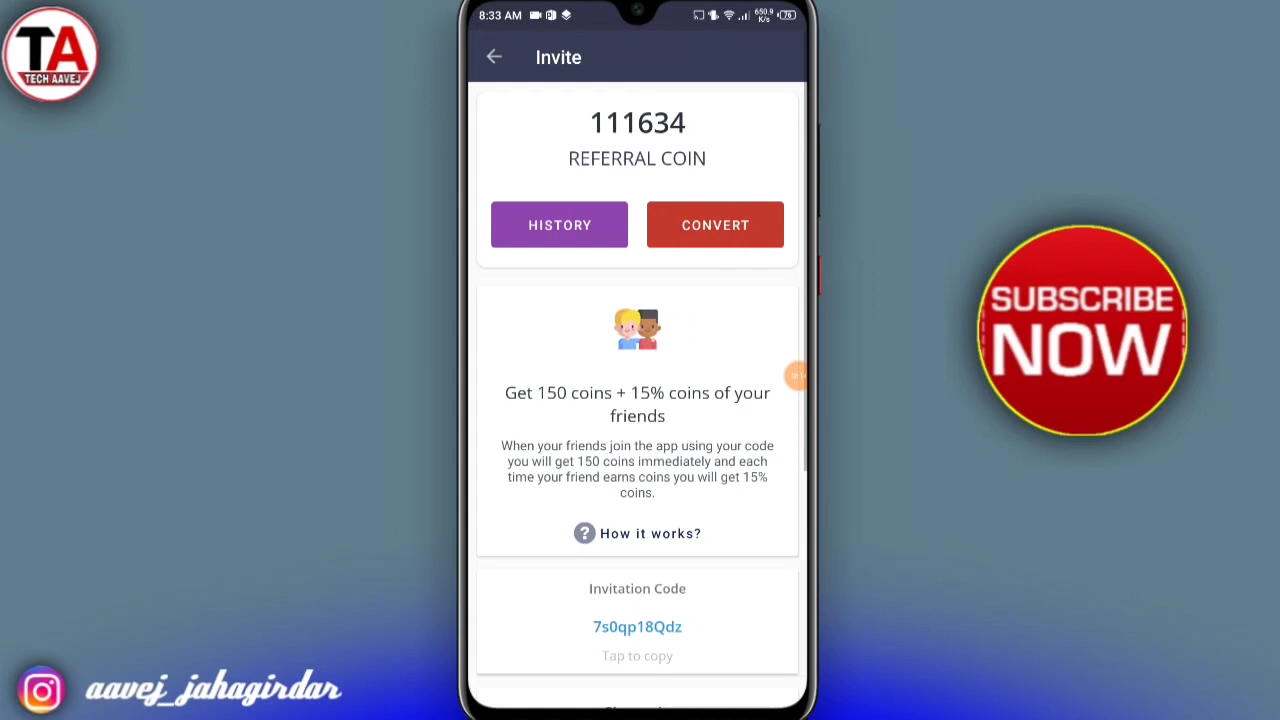 TA
TECH AAVEJ
8:33 AM
650.9
K/s
76
Invite
111634
REFERRAL COIN
HISTORY
CONVERT
Get 150 coins + 15% coins of your
friends
When your friends join the app using your code
you will get 150 coins immediately and each
time your friend earns coins you will get 15%
coins.
? How it works?
Invitation Code
7s0qp18Qdz
Tap to copy
SUBSCRIBE
NOW
aavej_jahagirdar